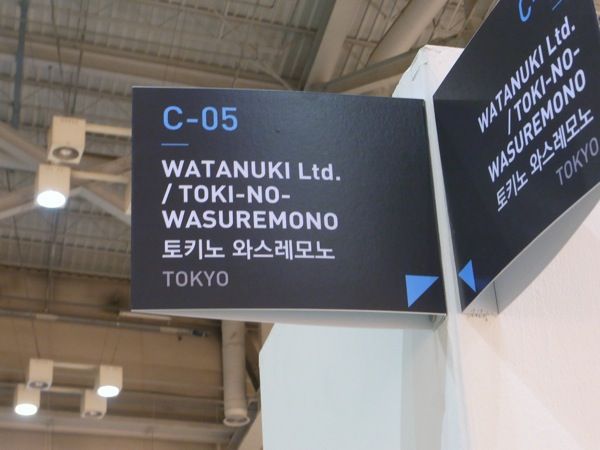 C-05
WATANUKI Ltd.
/ TOKI-NO-
WASUREMONO
토키노 와스레모노
TOKYO
C-
WATANUKI Ltd.
/ TOKI-NO-
WASUREMONO
토키노 와스레모노
TOKYO